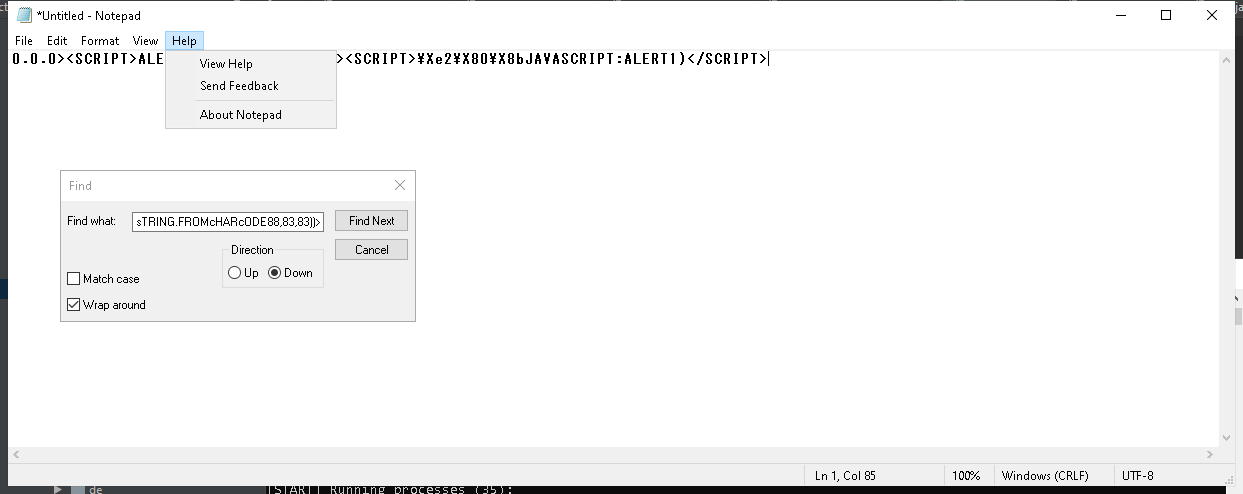 *Untitled - Notepad
File Edit Format View Help
0.0.0><SCRIPT>ALE ><SCRIPT>¥Xe2¥X80¥X8bJAVASCRIPT:ALERT1)</SCRIPT>
View Help
Send Feedback
About Notepad
Find
Find what: sTRING.FROMcHARcODE88,83,83))> Find Next
Direction Cancel
Up Down
Match case
Wrap around
Ln 1, Col 85 100% Windows (CRLF) UTF-8
de [START] Running processes (35):